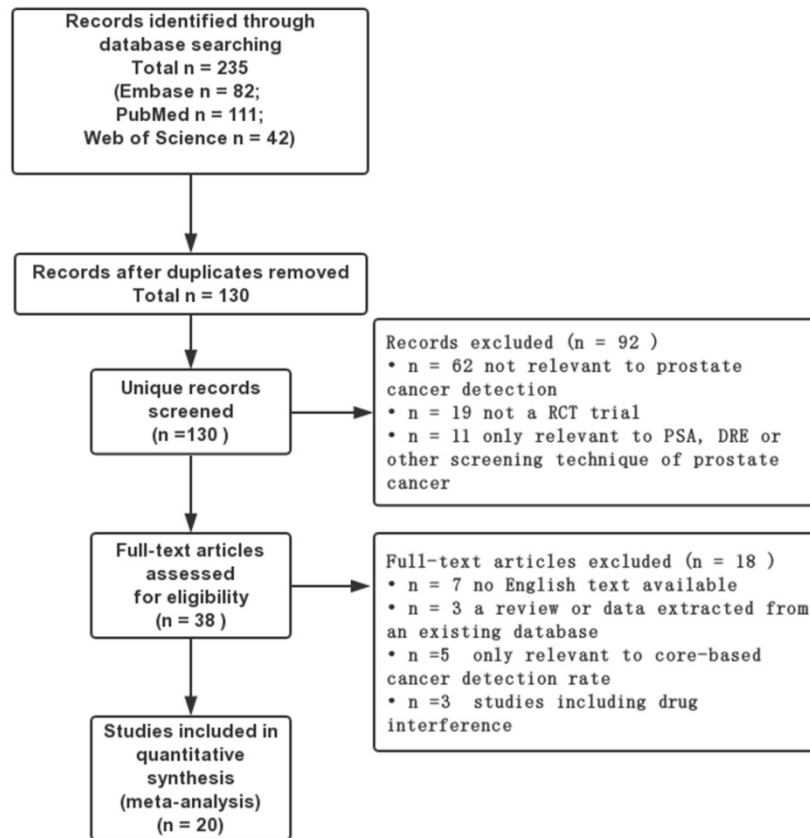 Records identified through
database searching
Total n = 235
(Embase n = 82;
PubMed n = 111;
Web of Science n = 42)
Records after duplicates removed
Total n = 130
Unique records
screened
(n =130 )
Records excluded (n = 92 )
• n = 62 not relevant to prostate
cancer detection
• n = 19 not a RCT trial
• n = 11 only relevant to PSA, DRE or
other screening technique of prostate
cancer
Full-text articles
assessed
for eligibility
(n = 38 )
Full-text articles excluded (n = 18 )
• n = 7 no English text available
• n = 3 a review or data extracted from
an existing database
• n =5 only relevant to core-based
cancer detection rate
• n =3 studies including drug
interference
Studies included in
quantitative
synthesis
(meta-analysis)
(n = 20)